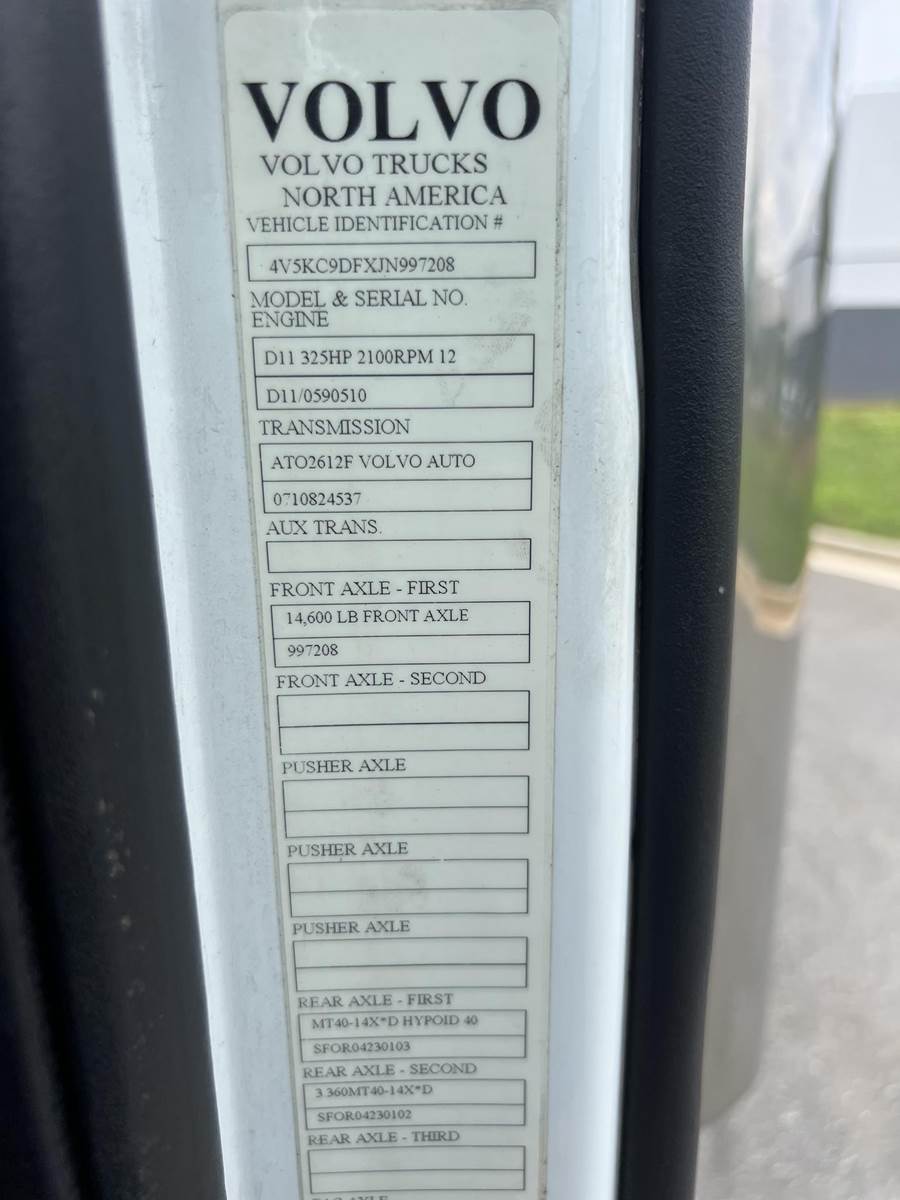 VOLVO
VOLVO TRUCKS
NORTH AMERICA
VEHICLE IDENTIFICATION #
4V5KC9DFXJN997208
MODEL & SERIAL NO.
ENGINE
D11 325HP 2100RPM 12
D11/0590510
TRANSMISSION
ATO2612F VOLVO AUTO
0710824537
AUX TRANS.
FRONT AXLE - FIRST
14,600 LB FRONT AXLE
997208
FRONT AXLE - SECOND
PUSHER AXLE
PUSHER AXLE
PUSHER AXLE
REAR AXLE - FIRST
MT40-14X*D HYPOID 40
SFOR04230103
REAR AXLE - SECOND
3.360MT40-14X*D
SFOR04230102
REAR AXLE - THIRD